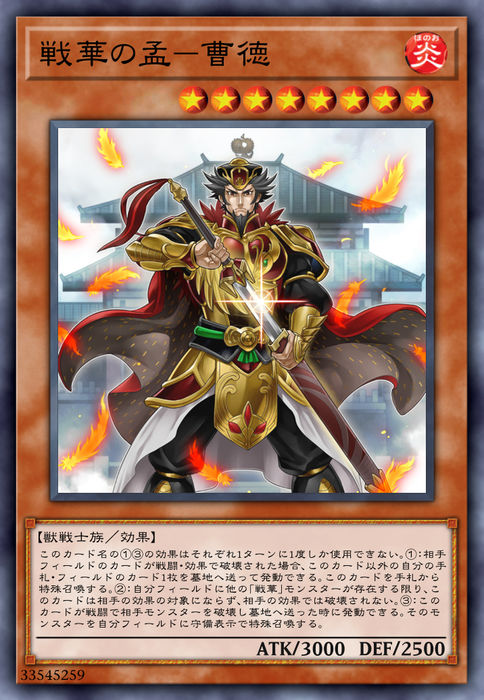 戦華の孟－曹徳
ほのお
炎
【獣戦士族／効果】
このカード名の①③の効果はそれぞれ1ターンに1度しか使用できない。①：相手
フィールドのカードが戦闘・効果で破壊された場合、このカード以外の自分の手
札・フィールドのカード1枚を墓地へ送って発動できる。このカードを手札から
特殊召喚する。②：自分フィールドに他の「戦華」モンスターが存在する限り、こ
のカードは相手の効果の対象にならず、相手の効果では破壊されない。③：この
カードが戦闘で相手モンスターを破壊し墓地へ送った時に発動できる。そのモ
ンスターを自分フィールドに守備表示で特殊召喚する。
ATK/3000 DEF/2500
33545259